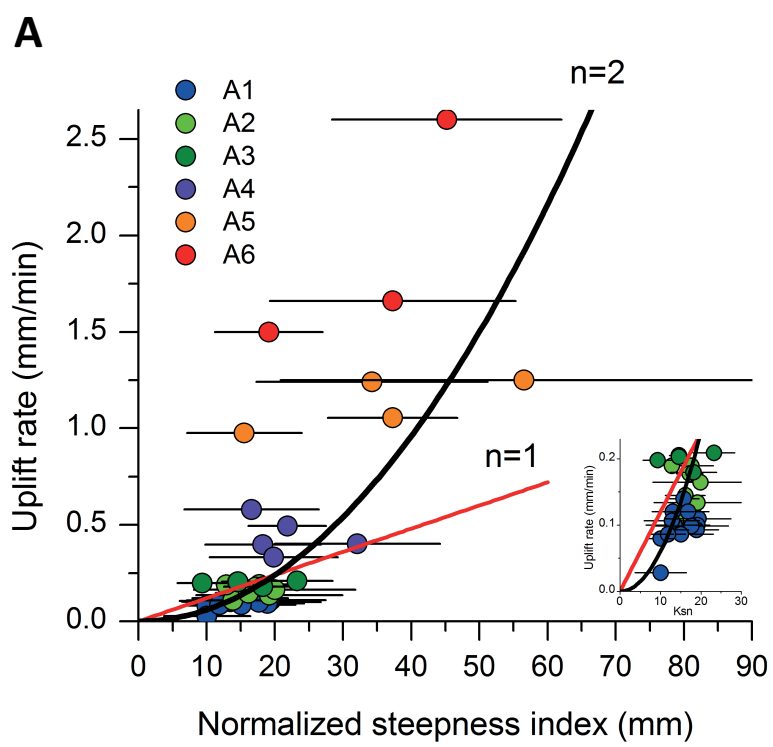 A
n=2
A1
A2
A3
A4
A5
A6
2.5
2.0
1.5
1.0
0.5
0.0
Uplift rate (mm/min)
n=1
0 10 20 30 40 50 60 70 80 90
Normalized steepness index (mm)
0.2
0.1
0.0
Uplift rate (mm/min)
0 10 20 30
Ksn